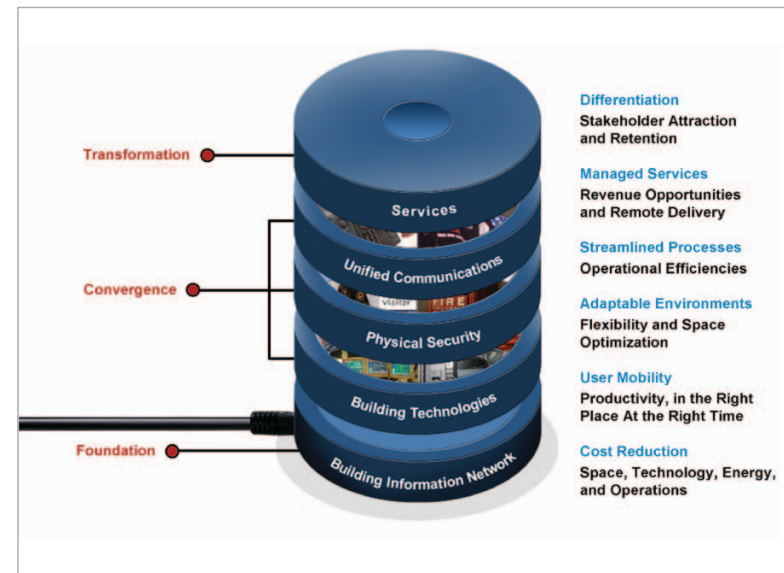 Transformation
Convergence
Foundation
Services
Unified Communications
visitor
FIRE
Physical Security
Building Technologies
Building Information Network
Differentiation
Stakeholder Attraction
and Retention
Managed Services
Revenue Opportunities
and Remote Delivery
Streamlined Processes
Operational Efficiencies
Adaptable Environments
Flexibility and Space
Optimization
User Mobility
Productivity, in the Right
Place At the Right Time
Cost Reduction
Space, Technology, Energy,
and Operations